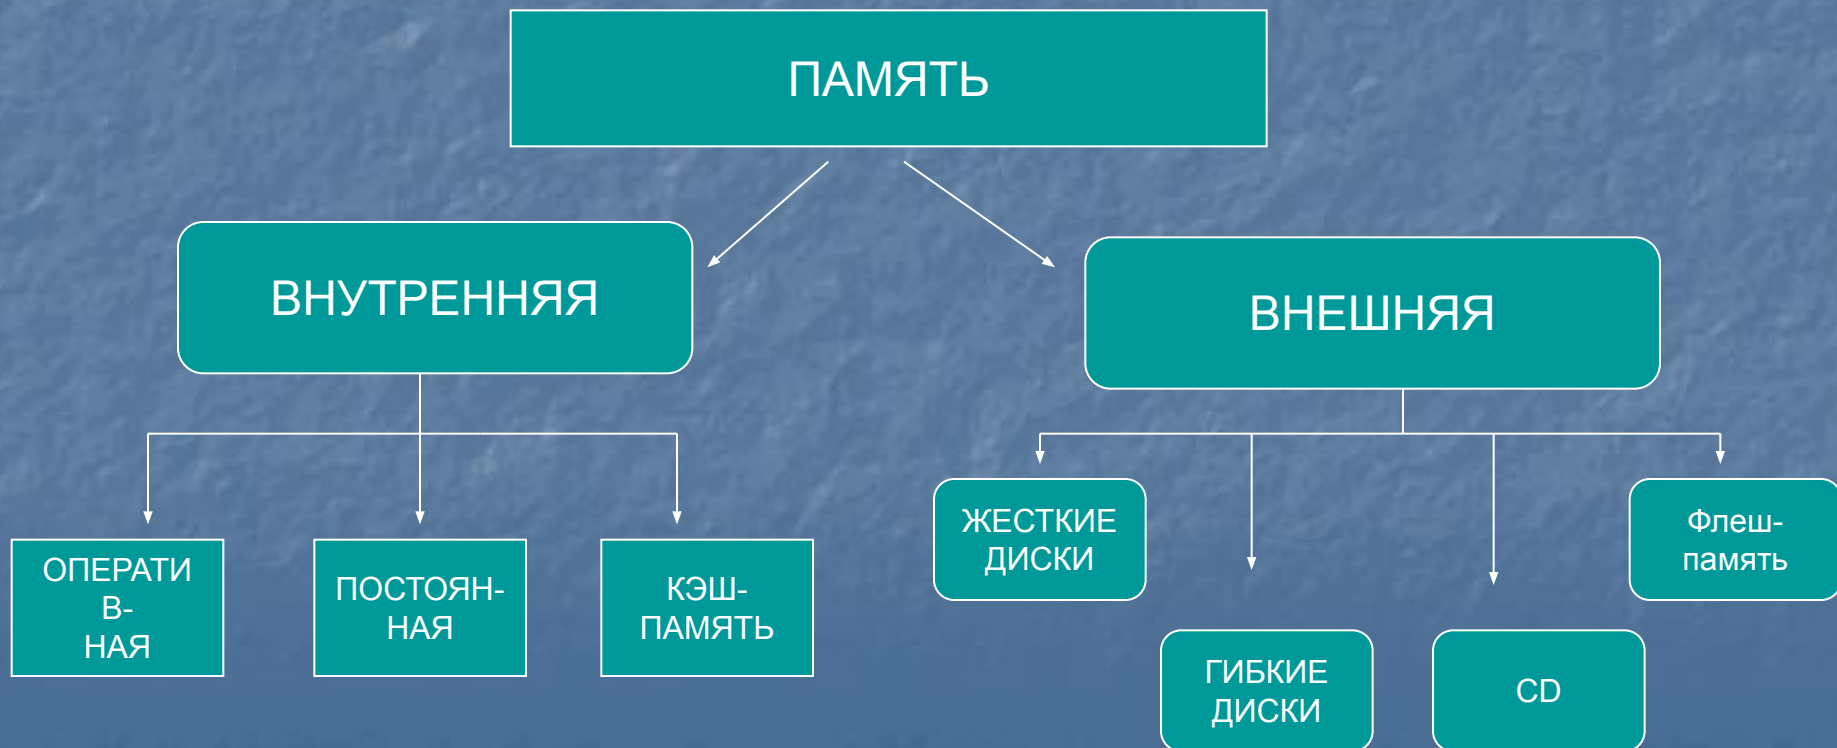 ПАМЯТЬ
ВНУТРЕННЯЯ
ВНЕШНЯЯ
ОПЕРАТИ
В-
НАЯ
ПОСТОЯН-
НАЯ
КЭШ-
ПАМЯТЬ
ЖЕСТКИЕ
ДИСКИ
ГИБКИЕ
ДИСКИ
CD
Флеш-
память